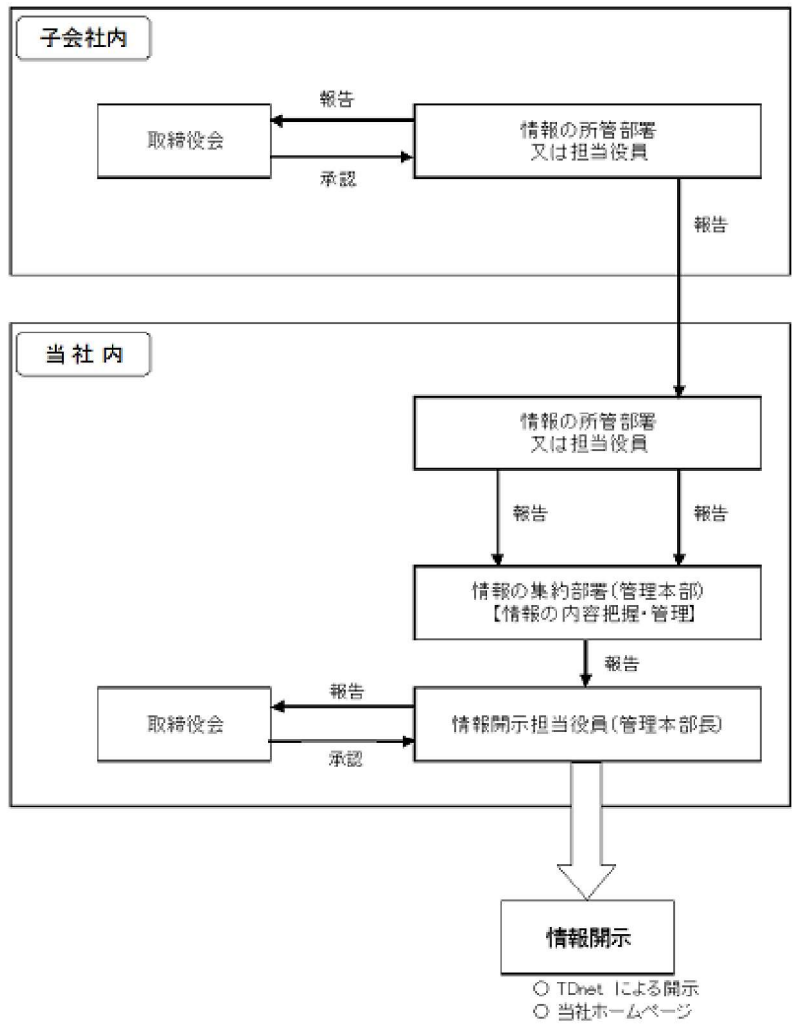 子会社内
報告
取締役会
情報の所管部署
又は担当役員
承認
報告
当社内
情報の所管部署
又は担当役員
報告
報告
情報の集約部署(管理本部)
【情報の内容把握・管理】
報告
報告
取締役会
情報開示担当役員(管理本部長)
承認
情報開示
○ TDnet による開示
○ 当社ホームページ